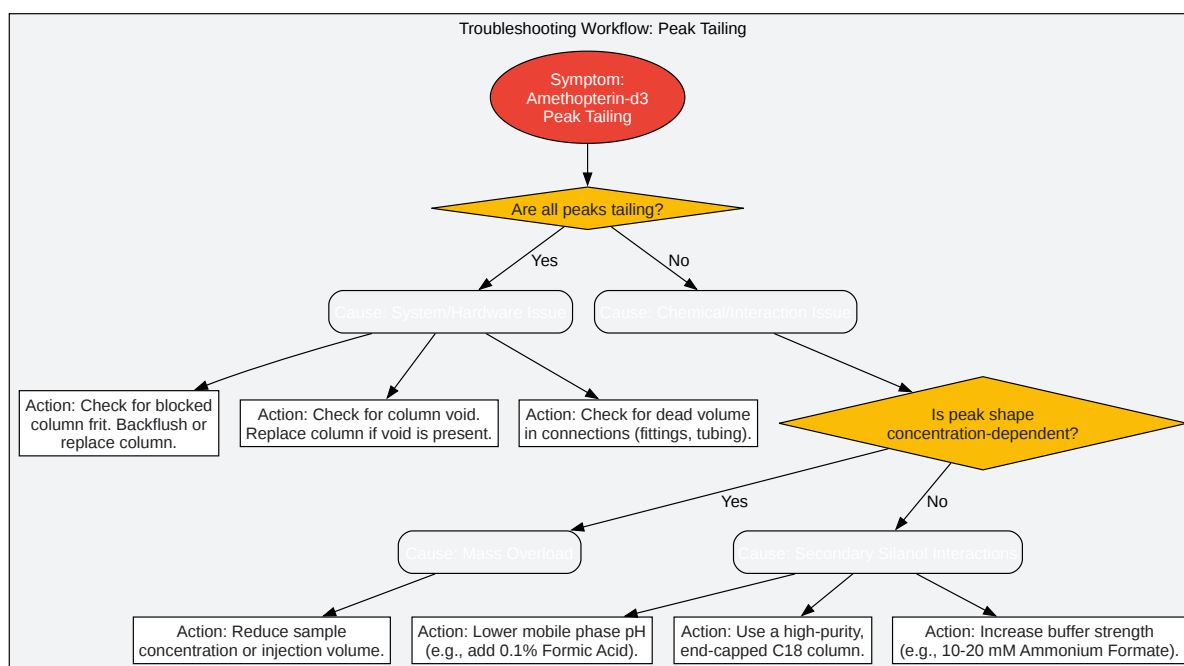 Troubleshooting Workflow: Peak Tailing
Symptom:
Amethopterin-d3
Peak Tailing
Are all peaks tailing?
Yes
No
Cause: System/Hardware Issue
Cause: Chemical/Interaction Issue
Action: Check for blocked
column frit. Backflush or
replace column.
Action: Check for column void.
Replace column if void is present.
Action: Check for dead volume
in connections (fittings, tubing).
Is peak shape
concentration-dependent?
Yes
No
Cause: Mass Overload
Cause: Secondary Silanol Interactions
Action: Reduce sample
concentration or injection volume.
Action: Lower mobile phase pH
(e.g., add 0.1% Formic Acid).
Action: Use a high-purity,
end-capped C18 column.
Action: Increase buffer strength
(e.g., 10-20 mM Ammonium Formate).